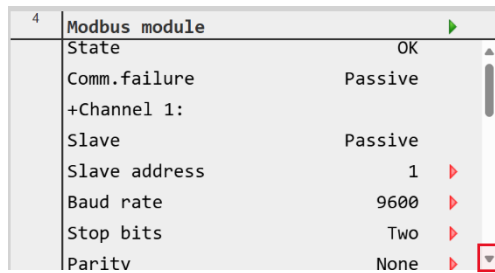 4
Modbus module
State OK
Comm.failure Passive
+Channel 1:
Slave Passive
Slave address 1
Baud rate 9600
Stop bits Two
Parity None